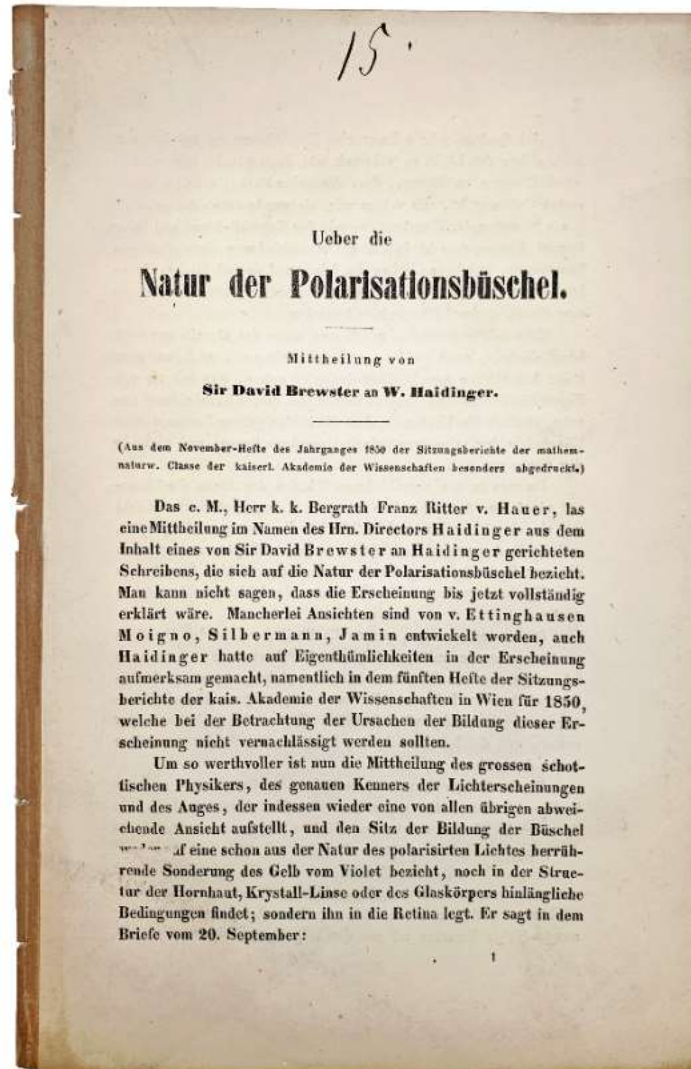 15.
Ueber die
Natur der Polarisationsbüschel.
Mittheilung von
Sir David Brewster an W. Haidinger.
(Aus dem November-Hefte des Jahrganges 1850 der Sitzungsberichte der mathem.-
naturw. Classe der kaiserl. Akademie der Wissenschaften besonders abgedruckt.)
Das c. M., Herr k. k. Bergrath Franz Ritter v. Hauer, las
eine Mittheilung im Namen des Hrn. Directors Haidinger aus dem
Inhalt eines von Sir David Brewster an Haidinger gerichteten
Schreibens, die sich auf die Natur der Polarisationsbüschel bezieht.
Man kann nicht sagen, dass die Erscheinung bis jetzt vollständig
erklärt wäre. Mancherlei Ansichten sind von v. Ettinghausen
Moigno, Silbermann, Jamin entwickelt worden, auch
Haidinger hatte auf Eigenthümlichkeiten in der Erscheinung
aufmerksam gemacht, namentlich in dem fünften Hefte der Sitzungs-
berichte der kais. Akademie der Wissenschaften in Wien für 1850,
welche bei der Betrachtung der Ursachen der Bildung dieser Er-
scheinung nicht vernachlässigt werden sollten.
Um so werthvoller ist nun die Mittheilung des grossen schot-
tischen Physikers, des genauen Kenners der Lichterscheinungen
und des Auges, der indessen wieder eine von allen übrigen abwei-
chende Ansicht aufstellt, und den Sitz der Bildung der Büschel
eine schon aus der Natur des polarisirten Lichtes herrüh-
rende Sonderung des Gelb vom Violet bezieht, noch in der Struc-
tur der Hornhaut, Krystall-Linse oder des Glaskörpers hinlängliche
Bedingungen findet; sondern ihn in die Retina legt. Er sagt in dem
Briefe vom 20. September:
1